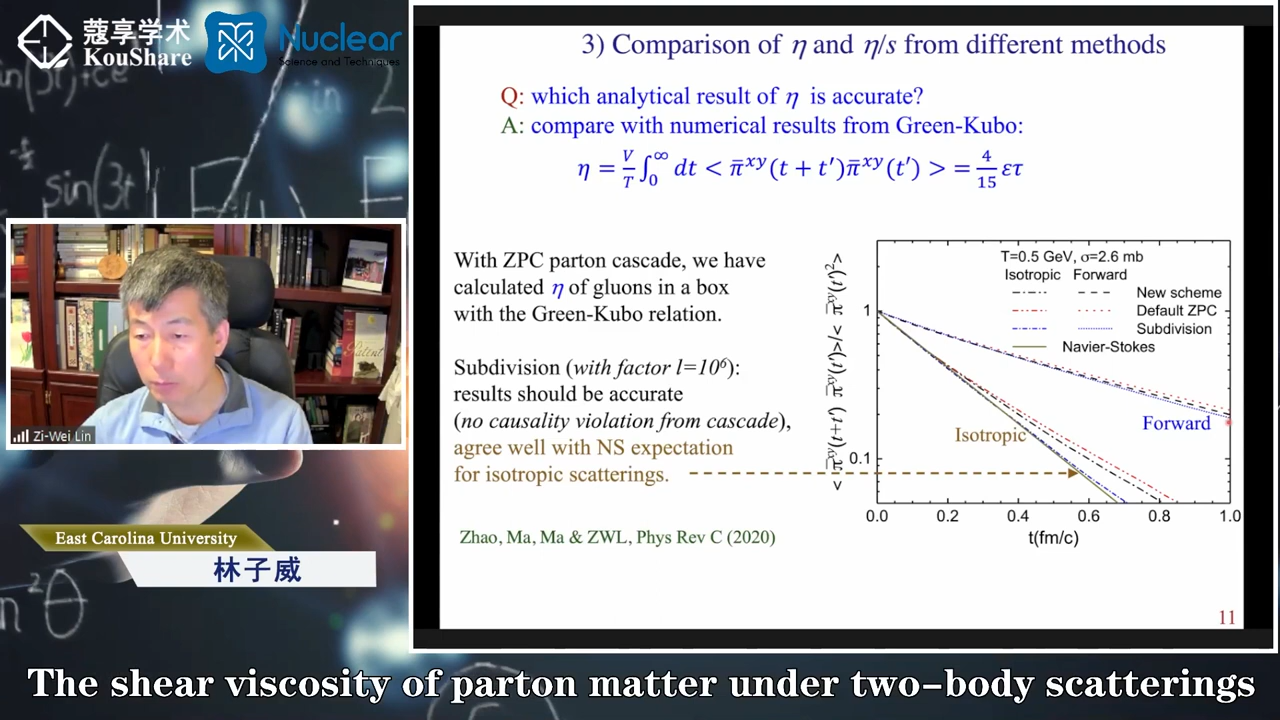 蔻享学术
KouShare
Nuclear
Science and Techniques
sin(3t)
Zi-Wei Lin
East Carolina University
林子威
3) Comparison of η and η/s from different methods
Q: which analytical result of η is accurate?
A: compare with numerical results from Green-Kubo:
η = V/T ∫₀^∞ dt < π̄^xy(t + t′)π̄^xy(t′) > = 4/15 ετ
With ZPC parton cascade, we have
calculated η of gluons in a box
with the Green-Kubo relation.
Subdivision (with factor l=10⁶):
results should be accurate
(no causality violation from cascade),
agree well with NS expectation
for isotropic scatterings.
Zhao, Ma, Ma & ZWL, Phys Rev C (2020)
T=0.5 GeV, σ=2.6 mb
Isotropic Forward
New scheme
Default ZPC
Subdivision
Navier-Stokes
Isotropic
Forward
1
0.1
0.0 0.2 0.4 0.6 0.8 1.0
t(fm/c)
11
The shear viscosity of parton matter under two-body scatterings